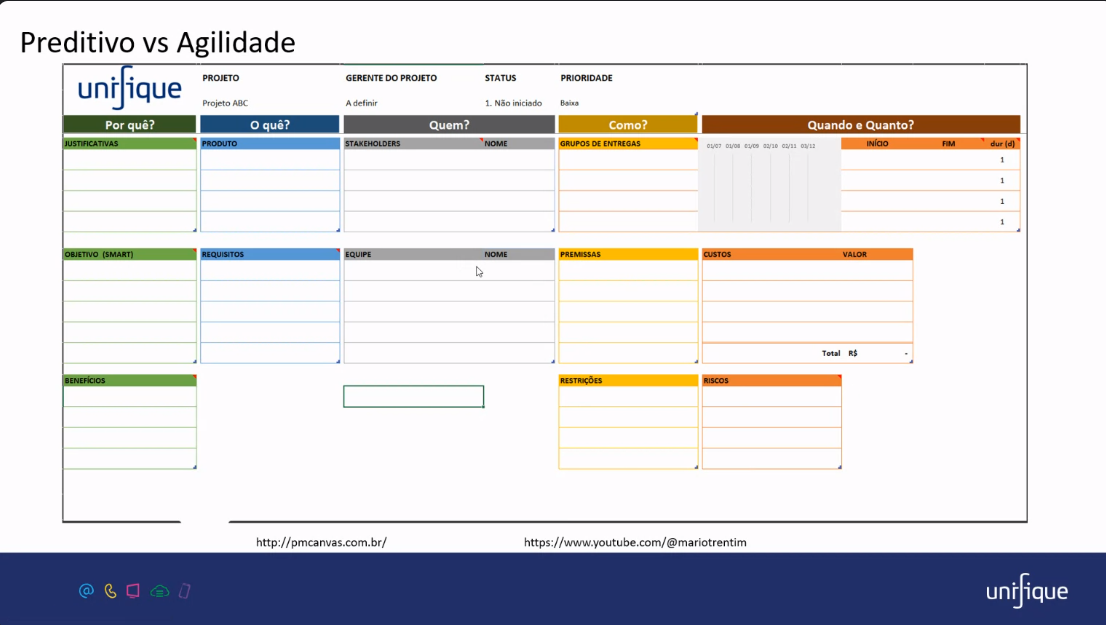 Preditivo vs Agilidade
unifique
PROJETO GERENTE DO PROJETO STATUS PRIORIDADE
Projeto ABC A definir 1. Não iniciado Baixa
Por quê? O quê? Quem? Como? Quando e Quanto?
JUSTIFICATIVAS PRODUTO STAKEHOLDERS NOME GRUPOS DE ENTREGAS 01/07 01/08 01/09 02/10 02/11 03/12 INÍCIO FIM dur (d)
1
1
1
1
OBJETIVO (SMART) REQUISITOS EQUIPE NOME PREMISSAS CUSTOS VALOR
Total R$ -
BENEFÍCIOS RESTRIÇÕES RISCOS
http://pmcanvas.com.br/ https://www.youtube.com/@mariotrentim
unifique